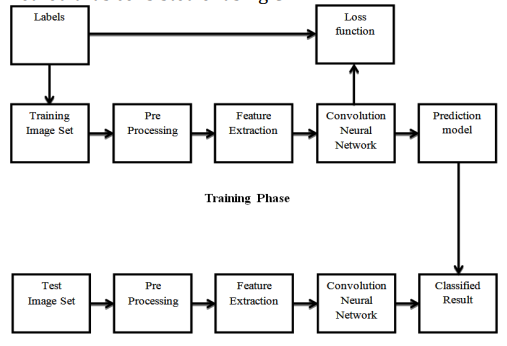 Labels
Loss
function
Training
Image Set
Pre
Processing
Feature
Extraction
Convolution
Neural
Network
Prediction
model
Training Phase
Test
Image Set
Pre
Processing
Feature
Extraction
Convolution
Neural
Network
Classified
Result